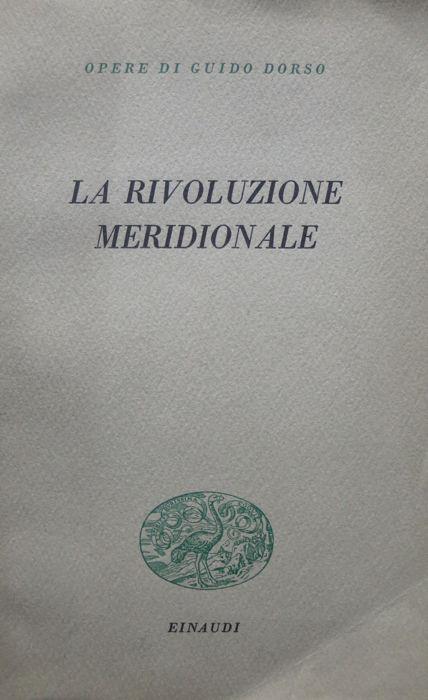 OPERE DI GUIDO DORSO
LA RIVOLUZIONE
MERIDIONALE
EINAUDI